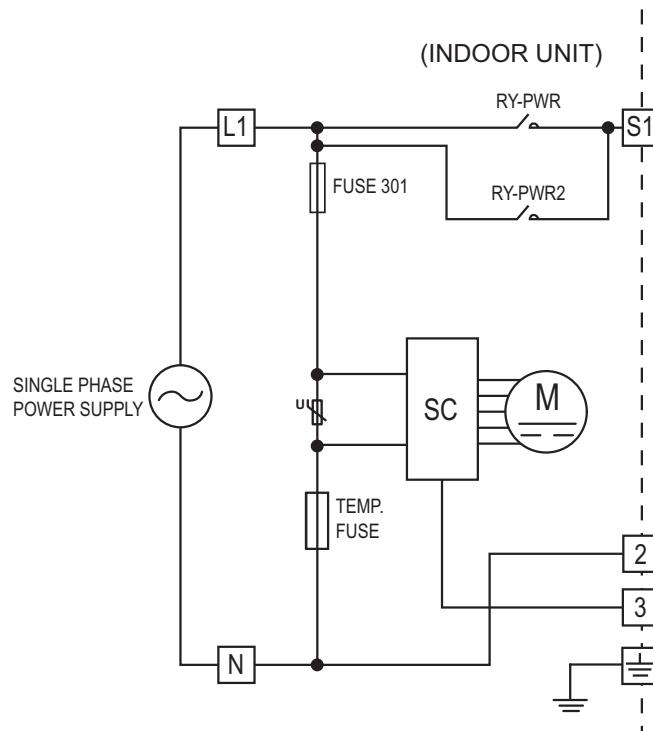 (INDOOR UNIT)
RY-PWR
L1
S1
FUSE 301
RY-PWR2
SINGLE PHASE
POWER SUPPLY
U
SC
M
TEMP.
FUSE
2
3
N